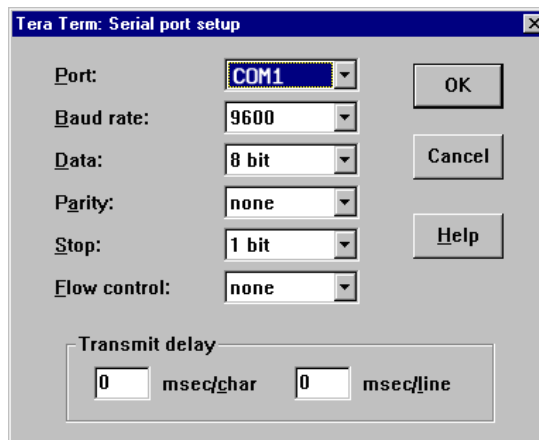 Tera Term: Serial port setup
Port: COM1
OK
Baud rate: 9600
Data: 8 bit
Cancel
Parity: none
Stop: 1 bit
Help
Flow control: none
Transmit delay
0 msec/char 0 msec/line